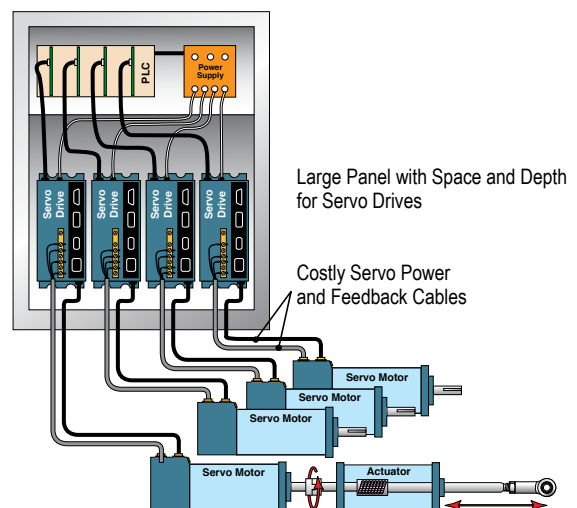 PLC
Power
Supply
Servo
Drive
Servo
Drive
Servo
Drive
Servo
Drive
Large Panel with Space and Depth
for Servo Drives
Costly Servo Power
and Feedback Cables
Servo Motor
Servo Motor
Servo Motor
Servo Motor
Actuator